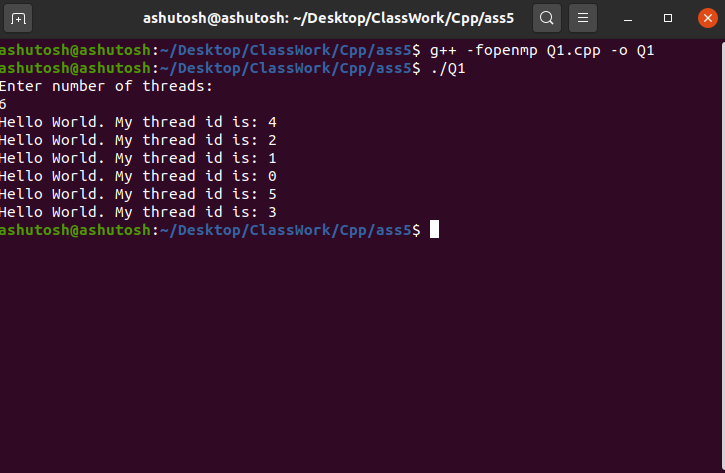 ashutosh@ashutosh: ~/Desktop/ClassWork/Cpp/ass5
ashutosh@ashutosh:~/Desktop/ClassWork/Cpp/ass5$ g++ -fopenmp Q1.cpp -o Q1
ashutosh@ashutosh:~/Desktop/ClassWork/Cpp/ass5$ ./Q1
Enter number of threads:
6
Hello World. My thread id is: 4
Hello World. My thread id is: 2
Hello World. My thread id is: 1
Hello World. My thread id is: 0
Hello World. My thread id is: 5
Hello World. My thread id is: 3
ashutosh@ashutosh:~/Desktop/ClassWork/Cpp/ass5$